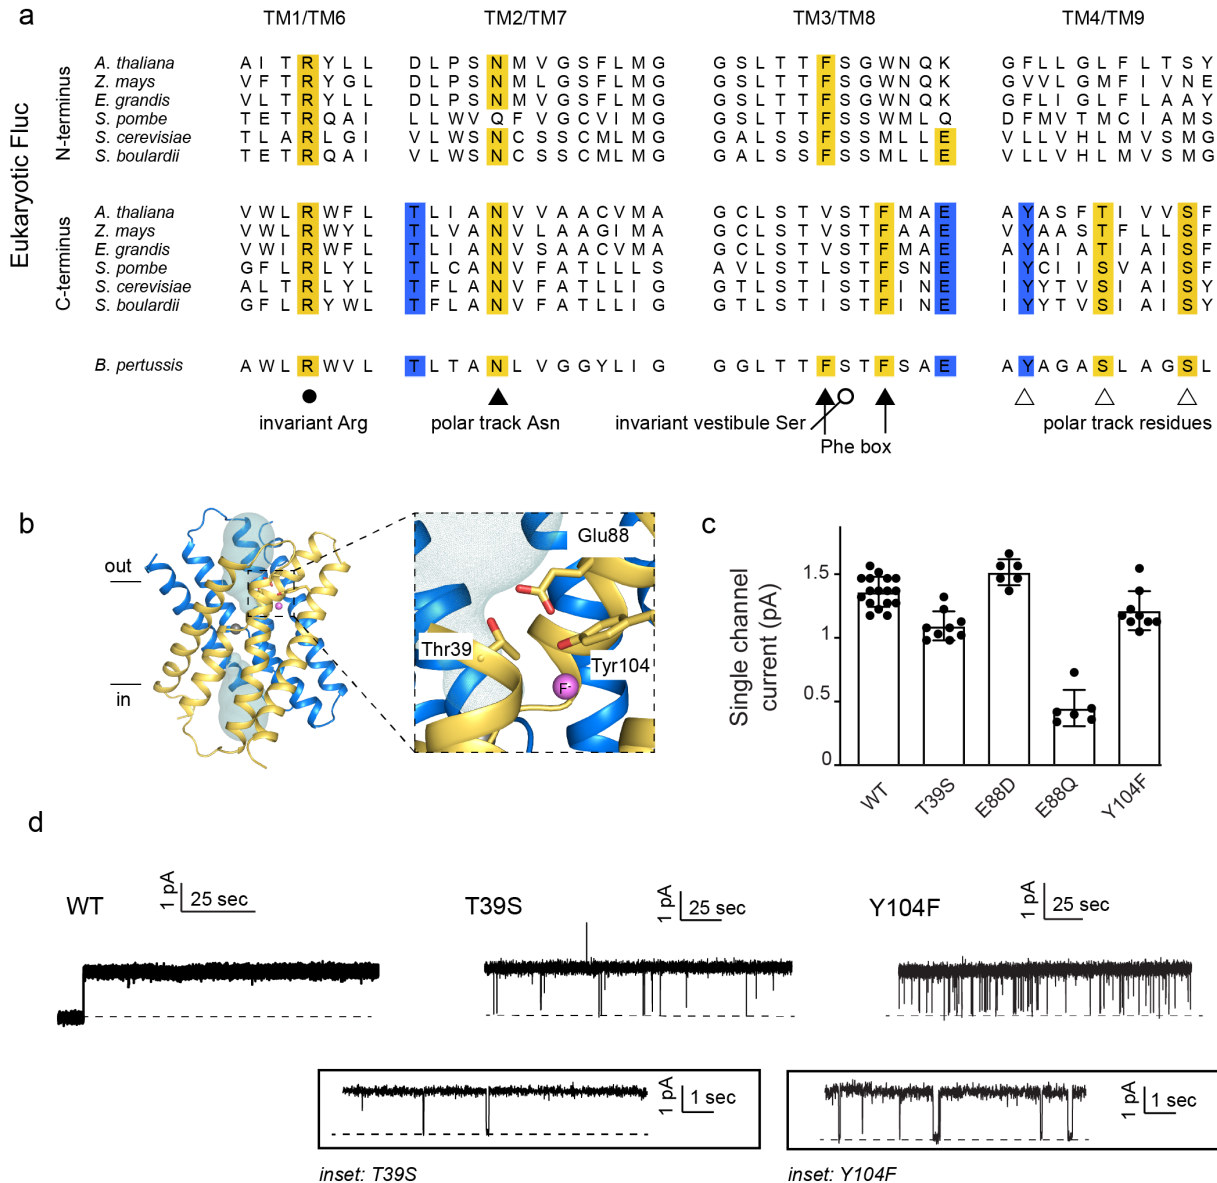 a
TM1/TM6 TM2/TM7 TM3/TM8 TM4/TM9
Eukaryotic Fluc
N-terminus
A. thaliana A I T R Y L L D L P S N M V G S F L M G G S L T T F S G W N Q K G F L L G L F L T S Y
Z. mays V F T R Y G L D L P S N M L G S F L M G G S L T T F S G W N Q K G V V L G M F I V N E
E. grandis V L T R Y L L D L P S N M V G S F L M G G S L T T F S G W N Q K G F L I G L F L A A Y
S. pombe T E T R Q A I L L W V Q F V G C V I M G G S L T T F S S W M L Q D F M V T M C I A M S
S. cerevisiae T L A R L G I V L W S N C S S C M L M G G A L S S F S S M L L E V L L V H L M V S M G
S. boulardii T E T R Q A I V L W S N C S S C M L M G G A L S S F S S M L L E V L L V H L M V S M G
C-terminus
A. thaliana V W L R W F L T L I A N V V A A C V M A G C L S T V S T F M A E A Y A S F T I V V S F
Z. mays V W L R W Y L T L V A N V L A A G I M A G C L S T V S T F A A E V Y A A S T F L L S F
E. grandis V W I R W F L T L I A N V S A A C V M A G C L S T V S T F M A E A Y A I A T I V V S F
S. pombe G F L R L Y L T L C A N V F A T L L L S A V L S T L S T F S N E I Y C I I S V A I S F
S. cerevisiae A L T R L Y L T F L A N V F A T L L I G G T L S T I S T F I N E I Y Y T V S I A I S Y
S. boulardii G F L R Y W L T F L A N V F A T L L I G G T L S T I S T F I N E I Y Y T V S I A I S Y
B. pertussis A W L R W V L T L T A N L V G G Y L I G G G L T T F S T F S A E A Y A G A S L A G S L
invariant Arg polar track Asn invariant vestibule Ser polar track residues
Phe box
b
out
in
Glu88
Thr39
Tyr104
F-
c
Single channel
current (pA)
1.5
1
0.5
0
WT T39S E88D E88Q Y104F
d
WT 1 pA 25 sec
T39S 1 pA 25 sec
Y104F 1 pA 25 sec
1 pA 1 sec
1 pA 1 sec
inset: T39S
inset: Y104F